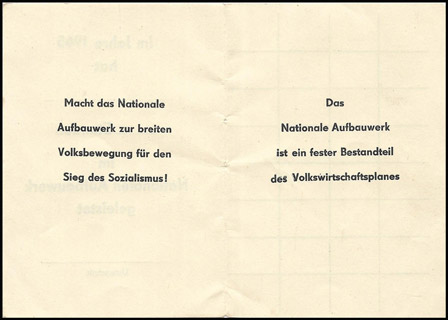 Macht das Nationale
Aufbauwerk zur breiten
Volksbewegung für den
Sieg des Sozialismus!
Das
Nationale Aufbauwerk
ist ein fester Bestandteil
des Volkswirtschaftsplanes